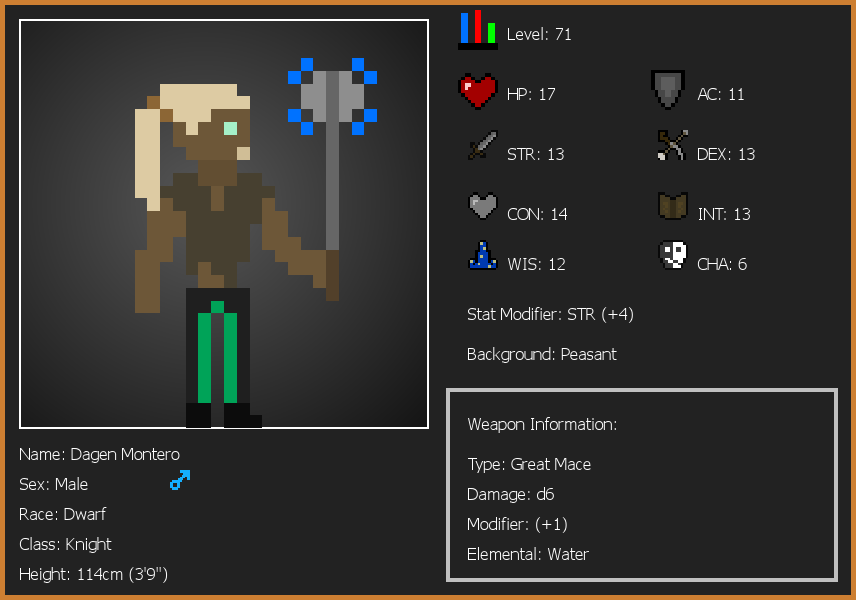 Level: 71
HP: 17
AC: 11
STR: 13
DEX: 13
CON: 14
INT: 13
WIS: 12
CHA: 6
Stat Modifier: STR (+4)
Background: Peasant
Weapon Information:
Type: Great Mace
Damage: d6
Modifier: (+1)
Elemental: Water
Name: Dagen Montero
Sex: Male
Race: Dwarf
Class: Knight
Height: 114cm (3'9")